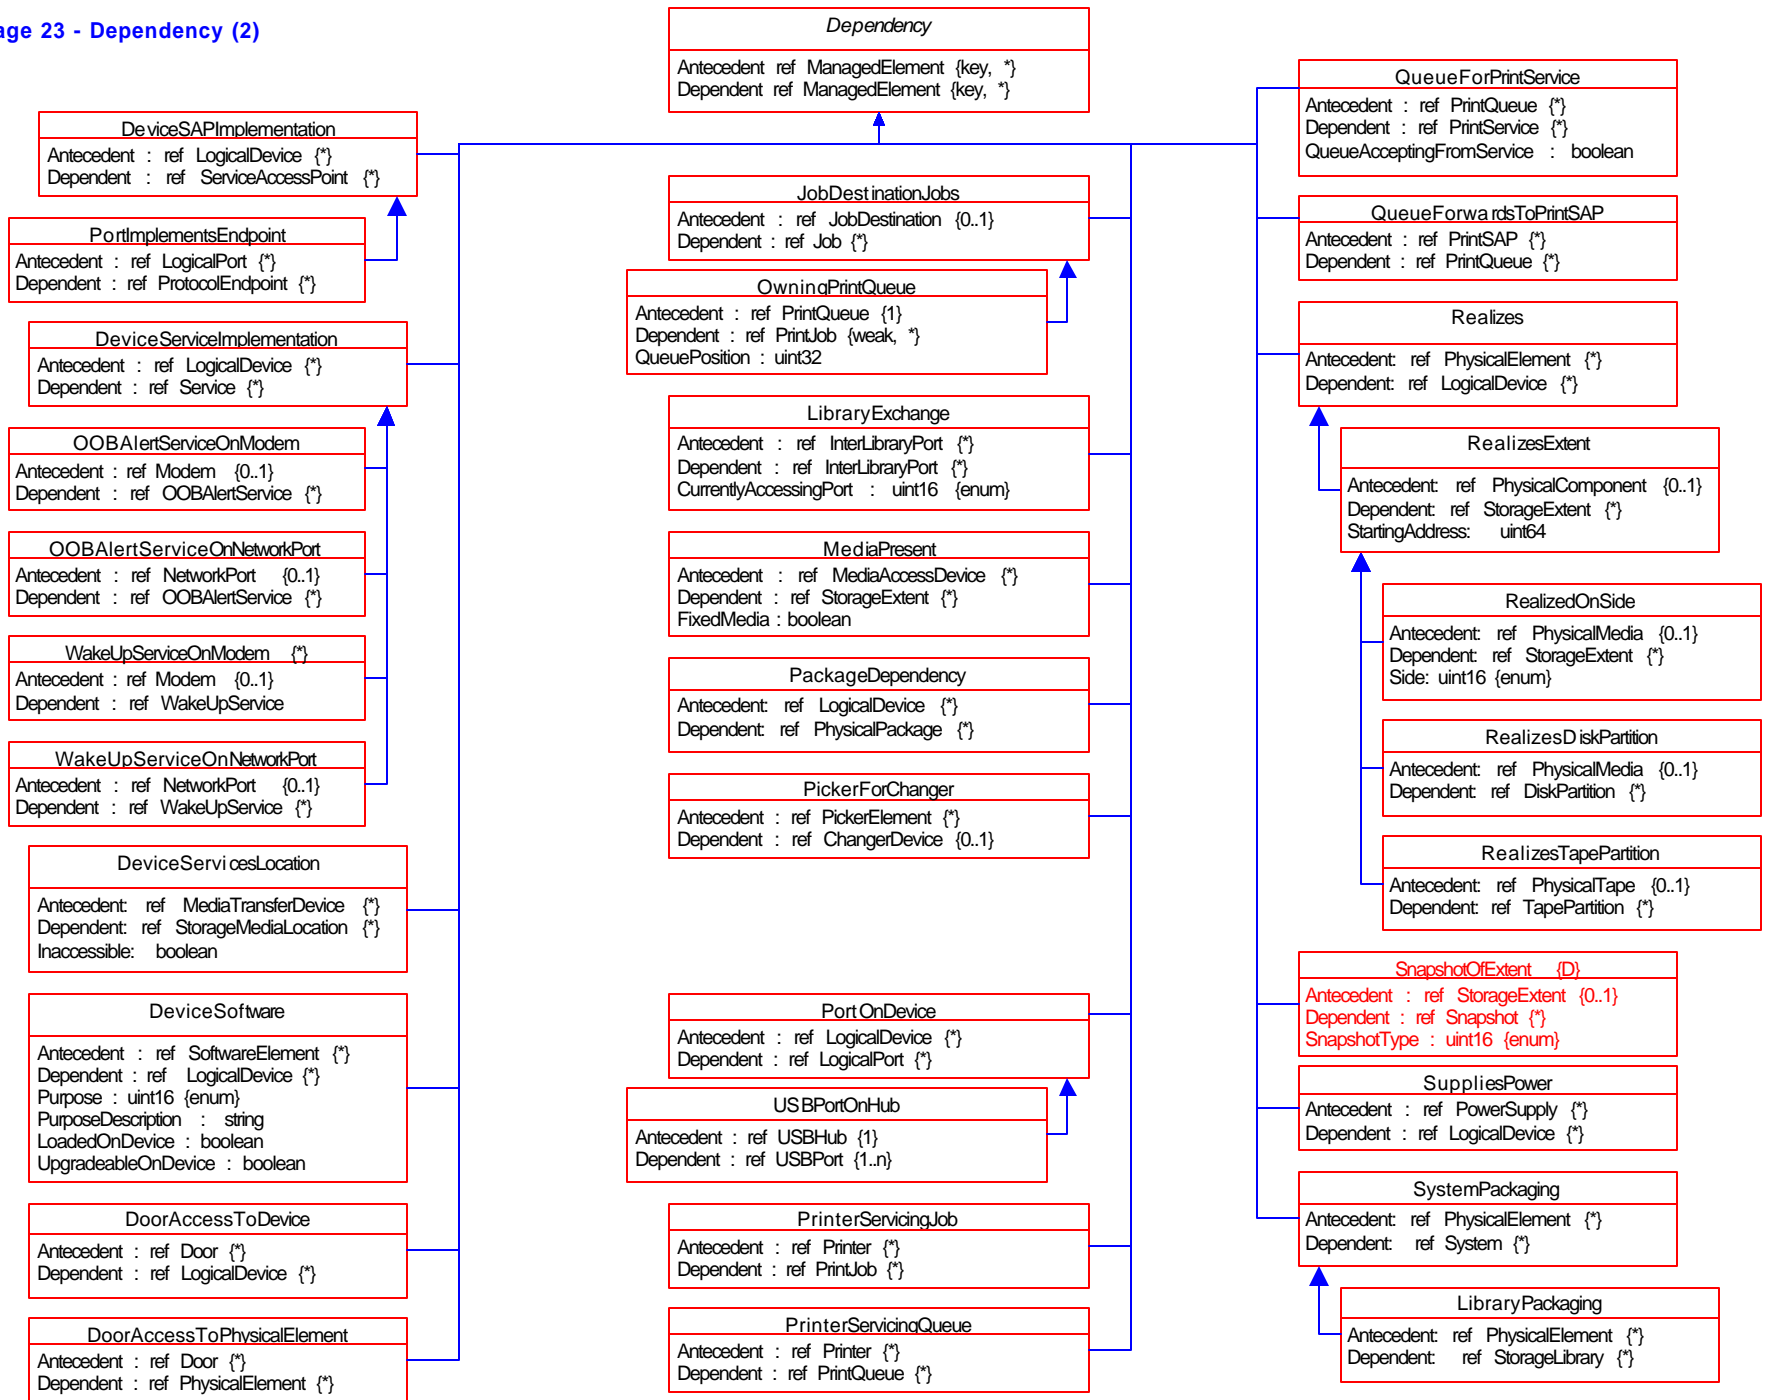 age 23 - Dependency (2)
Dependency
Antecedent ref ManagedElement {key, *}
Dependent ref ManagedElement {key, *}
DeviceSAPImplementation
Antecedent : ref LogicalDevice {*}
Dependent : ref ServiceAccessPoint {*}
PortImplementsEndpoint
Antecedent : ref LogicalPort {*}
Dependent : ref ProtocolEndpoint {*}
DeviceServiceImplementation
Antecedent : ref LogicalDevice {*}
Dependent : ref Service {*}
OOBAlertServiceOnModem
Antecedent : ref Modem {0..1}
Dependent : ref OOBAlertService {*}
OOBAlertServiceOnNetworkPort
Antecedent : ref NetworkPort {0..1}
Dependent : ref OOBAlertService {*}
WakeUpServiceOnModem {*}
Antecedent : ref Modem {0..1}
Dependent : ref WakeUpService
WakeUpServiceOnNetworkPort
Antecedent : ref NetworkPort {0..1}
Dependent : ref WakeUpService {*}
DeviceServicesLocation
Antecedent: ref MediaTransferDevice {*}
Dependent: ref StorageMediaLocation {*}
Inaccessible: boolean
DeviceSoftware
Antecedent : ref SoftwareElement {*}
Dependent : ref LogicalDevice {*}
Purpose : uint16 {enum}
PurposeDescription : string
LoadedOnDevice : boolean
UpgradeableOnDevice : boolean
DoorAccessToDevice
Antecedent : ref Door {*}
Dependent : ref LogicalDevice {*}
DoorAccessToPhysicalElement
Antecedent : ref Door {*}
Dependent : ref PhysicalElement {*}
JobDestinationJobs
Antecedent : ref JobDestination {0..1}
Dependent : ref Job {*}
OwningPrintQueue
Antecedent : ref PrintQueue {1}
Dependent : ref PrintJob {weak, *}
QueuePosition : uint32
LibraryExchange
Antecedent : ref InterLibraryPort {*}
Dependent : ref InterLibraryPort {*}
CurrentlyAccessingPort : uint16 {enum}
MediaPresent
Antecedent : ref MediaAccessDevice {*}
Dependent : ref StorageExtent {*}
FixedMedia : boolean
PackageDependency
Antecedent: ref LogicalDevice {*}
Dependent: ref PhysicalPackage {*}
PickerForChanger
Antecedent : ref PickerElement {*}
Dependent : ref ChangerDevice {0..1}
PortOnDevice
Antecedent : ref LogicalDevice {*}
Dependent : ref LogicalPort {*}
USBPortOnHub
Antecedent : ref USBHub {1}
Dependent : ref USBPort {1..n}
PrinterServicingJob
Antecedent : ref Printer {*}
Dependent : ref PrintJob {*}
PrinterServicingQueue
Antecedent : ref Printer {*}
Dependent : ref PrintQueue {*}
QueueForPrintService
Antecedent : ref PrintQueue {*}
Dependent : ref PrintService {*}
QueueAcceptingFromService : boolean
QueueForwardsToPrintSAP
Antecedent : ref PrintSAP {*}
Dependent : ref PrintQueue {*}
Realizes
Antecedent: ref PhysicalElement {*}
Dependent: ref LogicalDevice {*}
RealizesExtent
Antecedent: ref PhysicalComponent {0..1}
Dependent: ref StorageExtent {*}
StartingAddress: uint64
RealizedOnSide
Antecedent: ref PhysicalMedia {0..1}
Dependent: ref StorageExtent {*}
Side: uint16 {enum}
RealizesDiskPartition
Antecedent: ref PhysicalMedia {0..1}
Dependent: ref DiskPartition {*}
RealizesTapePartition
Antecedent: ref PhysicalTape {0..1}
Dependent: ref TapePartition {*}
SnapshotOfExtent {D}
Antecedent : ref StorageExtent {0..1}
Dependent : ref Snapshot {*}
SnapshotType : uint16 {enum}
SuppliesPower
Antecedent : ref PowerSupply {*}
Dependent : ref LogicalDevice {*}
SystemPackaging
Antecedent: ref PhysicalElement {*}
Dependent: ref System {*}
LibraryPackaging
Antecedent: ref PhysicalElement {*}
Dependent: ref StorageLibrary {*}